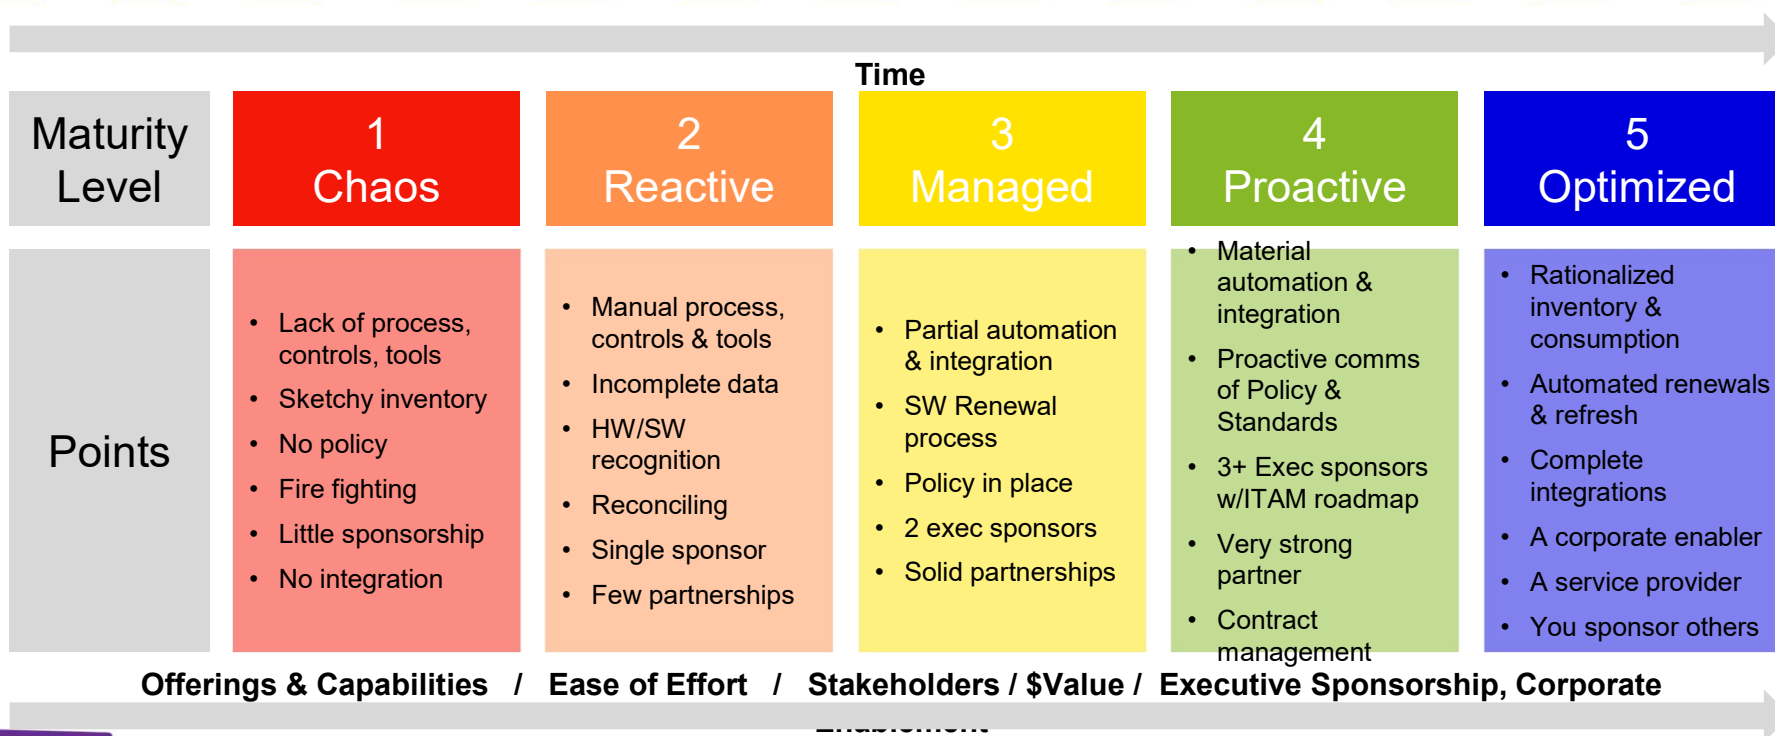 Time
Maturity
Level
1
Chaos
2
Reactive
3
Managed
4
Proactive
5
Optimized
Points
• Lack of process,
controls, tools
• Sketchy inventory
• No policy
• Fire fighting
• Little sponsorship
• No integration
• Manual process,
controls & tools
• Incomplete data
• HW/SW
recognition
• Reconciling
• Single sponsor
• Few partnerships
• Partial automation
& integration
• SW Renewal
process
• Policy in place
• 2 exec sponsors
• Solid partnerships
• Material
automation &
integration
• Proactive comms
of Policy &
Standards
• 3+ Exec sponsors
w/ITAM roadmap
• Very strong
partner
• Contract
management
• Rationalized
inventory &
consumption
• Automated renewals
& refresh
• Complete
integrations
• A corporate enabler
• A service provider
• You sponsor others
Offerings & Capabilities / Ease of Effort / Stakeholders / $Value / Executive Sponsorship, Corporate
Enablement